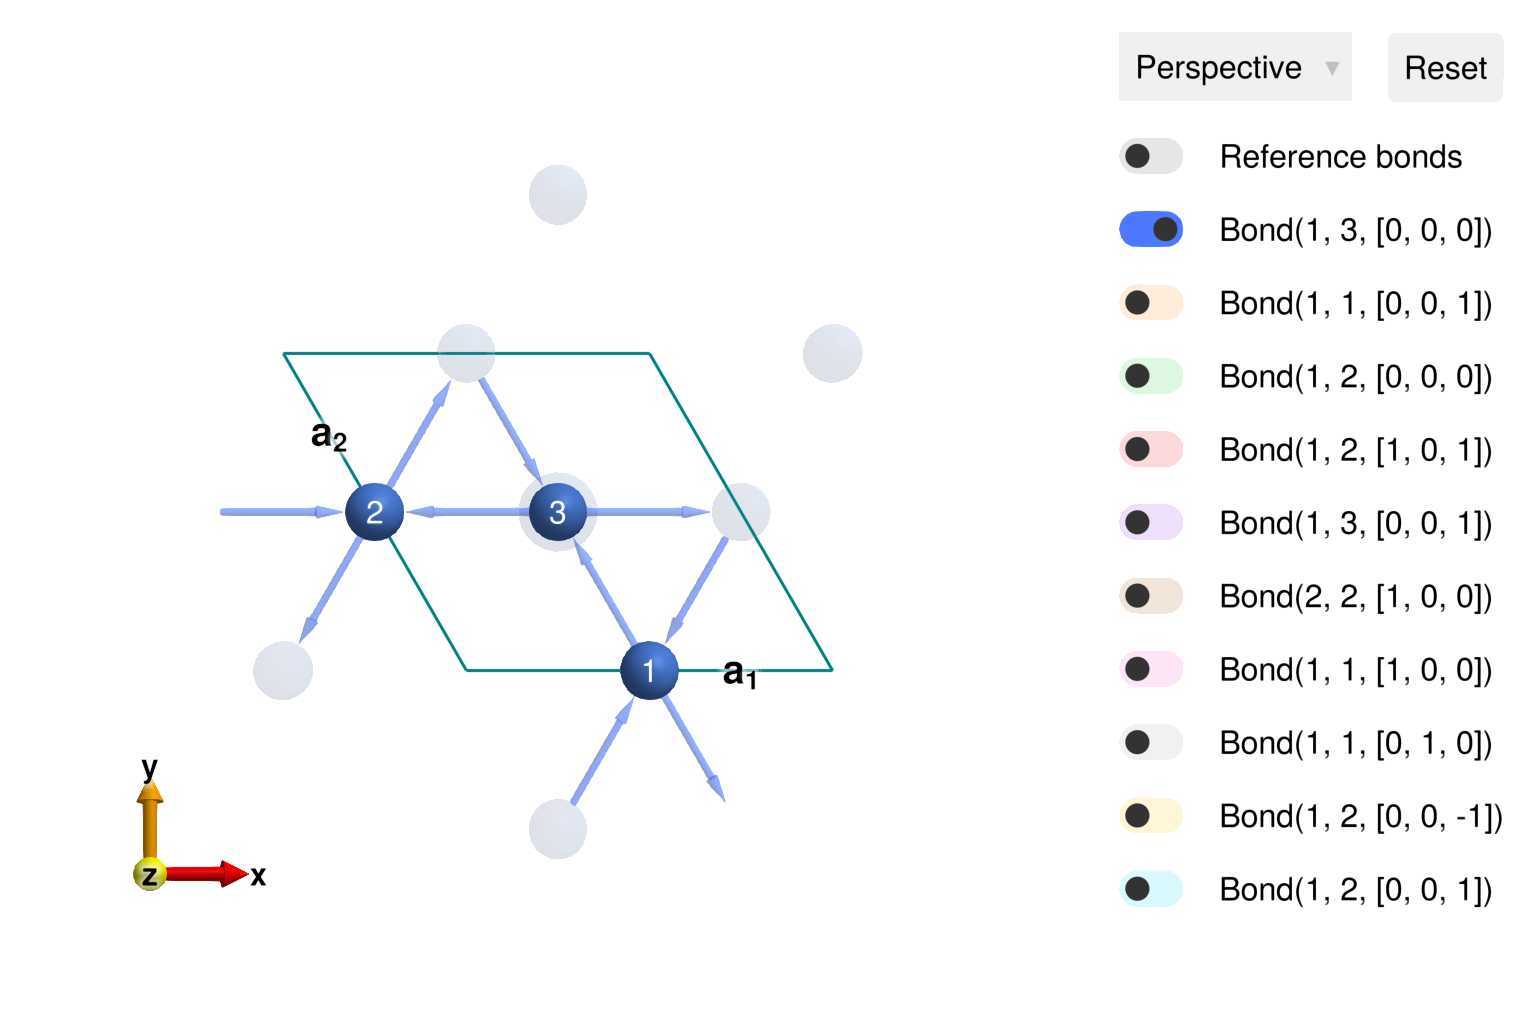 Perspective ▼ Reset
Reference bonds
Bond(1, 3, [0, 0, 0])
Bond(1, 1, [0, 0, 1])
Bond(1, 2, [0, 0, 0])
Bond(1, 2, [1, 0, 1])
Bond(1, 3, [0, 0, 1])
Bond(2, 2, [1, 0, 0])
Bond(1, 1, [1, 0, 0])
Bond(1, 1, [0, 1, 0])
Bond(1, 2, [0, 0, -1])
Bond(1, 2, [0, 0, 1])
a₂
2
3
1
a₁
y
z
x